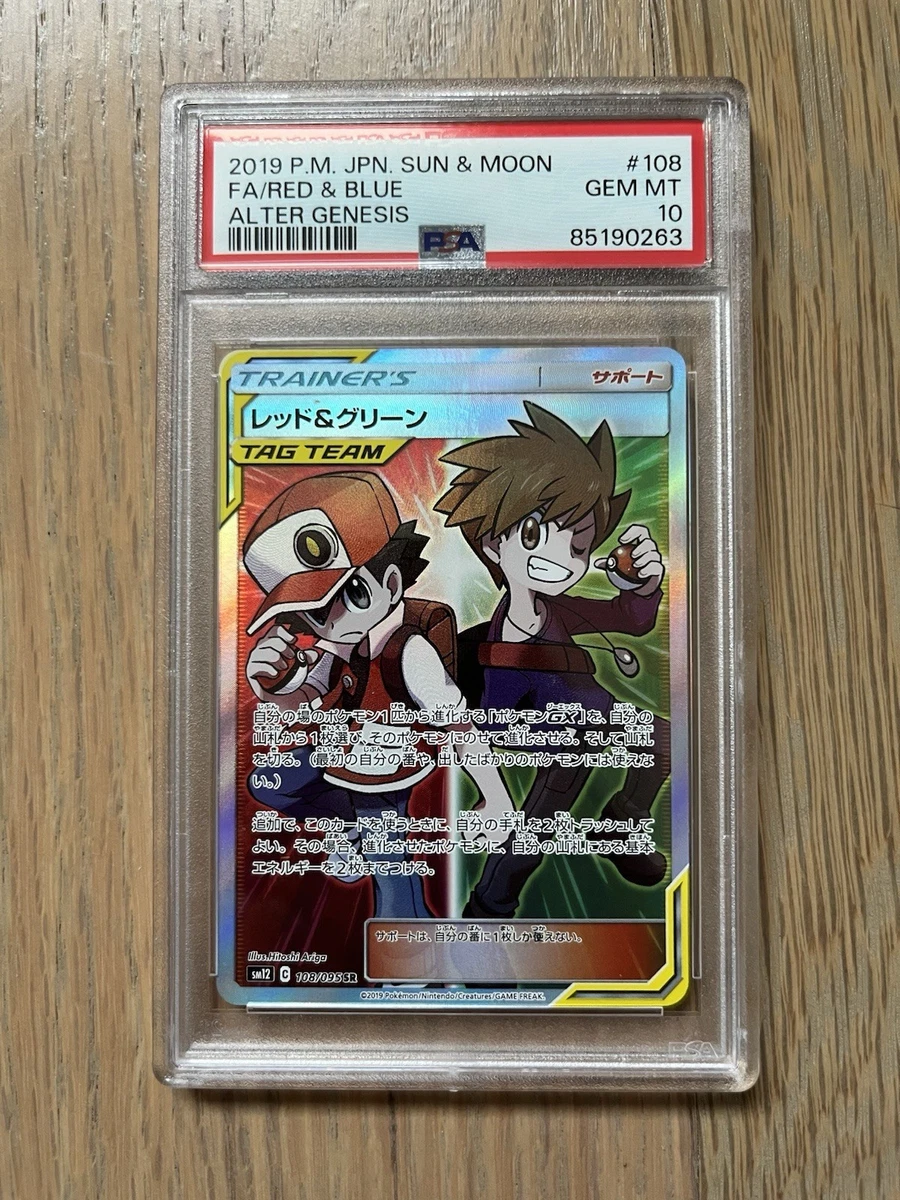 2019 P.M. JPN. SUN & MOON #108
FA/RED & BLUE GEM MT
ALTER GENESIS 10
PSA 85190263
TRAINER'S サポート
レッド&グリーン
TAG TEAM
自分の場のポケモン1匹から進化する「ポケモンGX」を、自分の
山札から1枚選び、そのポケモンにのせて進化させる。そして山札
を切る。(最初の自分の番や、出したばかりのポケモンには使えな
い。)
追加で、このカードを使うときに、自分の手札を2枚トラッシュして
よい。その場合、進化させたポケモンに、自分の山札にある基本
エネルギーを2枚までつける。
サポートは、自分の番に1枚しか使えない。
Illus.Hitoshi Ariga
sm12 C 108/095 SR
©2019 Pokémon/Nintendo/Creatures/GAME FREAK.